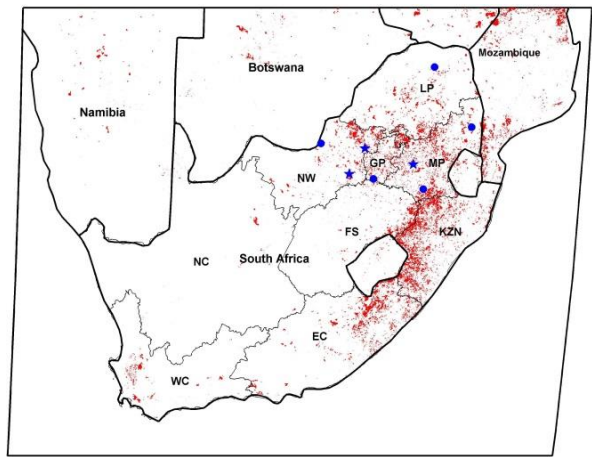 Mozambique
Botswana
LP
Namibia
GP
MP
NW
FS
KZN
NC
South Africa
EC
WC